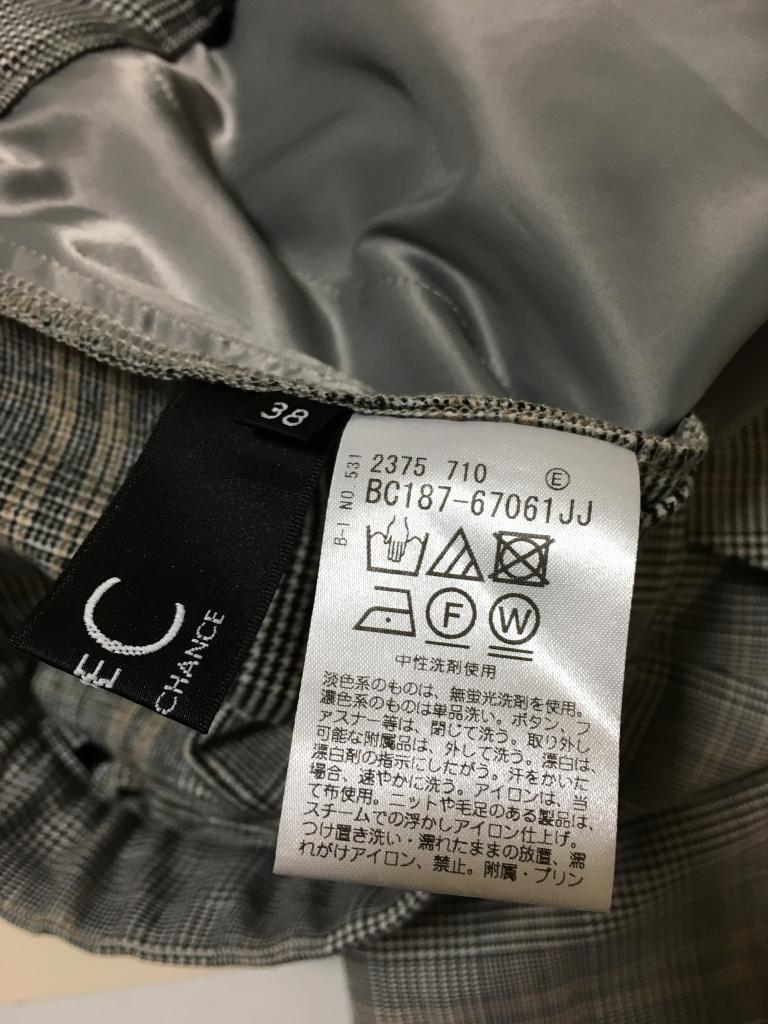 38
EC
CHANCE
B-1 NO 531
2375 710 Ⓔ
BC187-67061JJ
F W
中性洗剤使用
淡色系のものは、無蛍光洗剤を使用。
濃色系のものは単品洗い。ボタン、フ
ァスナー等は、閉じて洗う。取り外し
可能な附属品は、外して洗う。漂白は、
漂白剤の指示にしたがう。汗をかいた
場合、速やかに洗う。アイロンは、当
て布使用。ニットや毛足のある製品は、
スチームでの浮かしアイロン仕上げ。
つけ置き洗い・濡れたままの放置、濡
れがけアイロン、禁止。附属・プリン